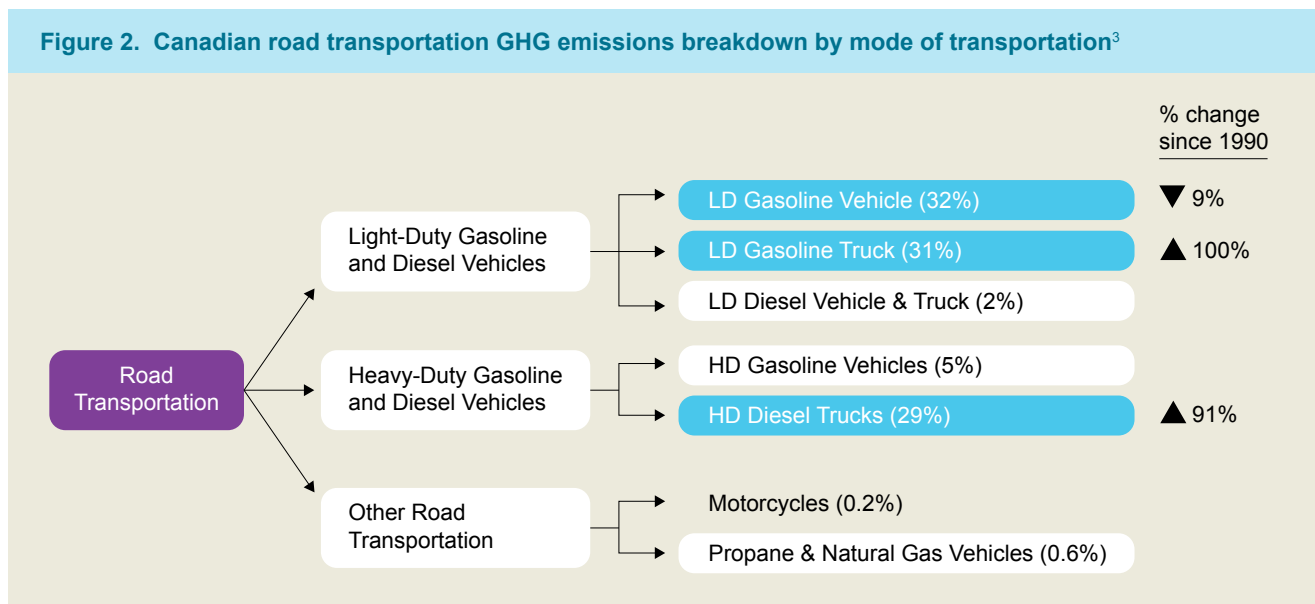 Figure 2. Canadian road transportation GHG emissions breakdown by mode of transportation³
% change
since 1990
LD Gasoline Vehicle (32%)
▼ 9%
Light-Duty Gasoline
and Diesel Vehicles
LD Gasoline Truck (31%)
▲ 100%
LD Diesel Vehicle & Truck (2%)
Road
Transportation
Heavy-Duty Gasoline
and Diesel Vehicles
HD Gasoline Vehicles (5%)
HD Diesel Trucks (29%)
▲ 91%
Other Road
Transportation
Motorcycles (0.2%)
Propane & Natural Gas Vehicles (0.6%)